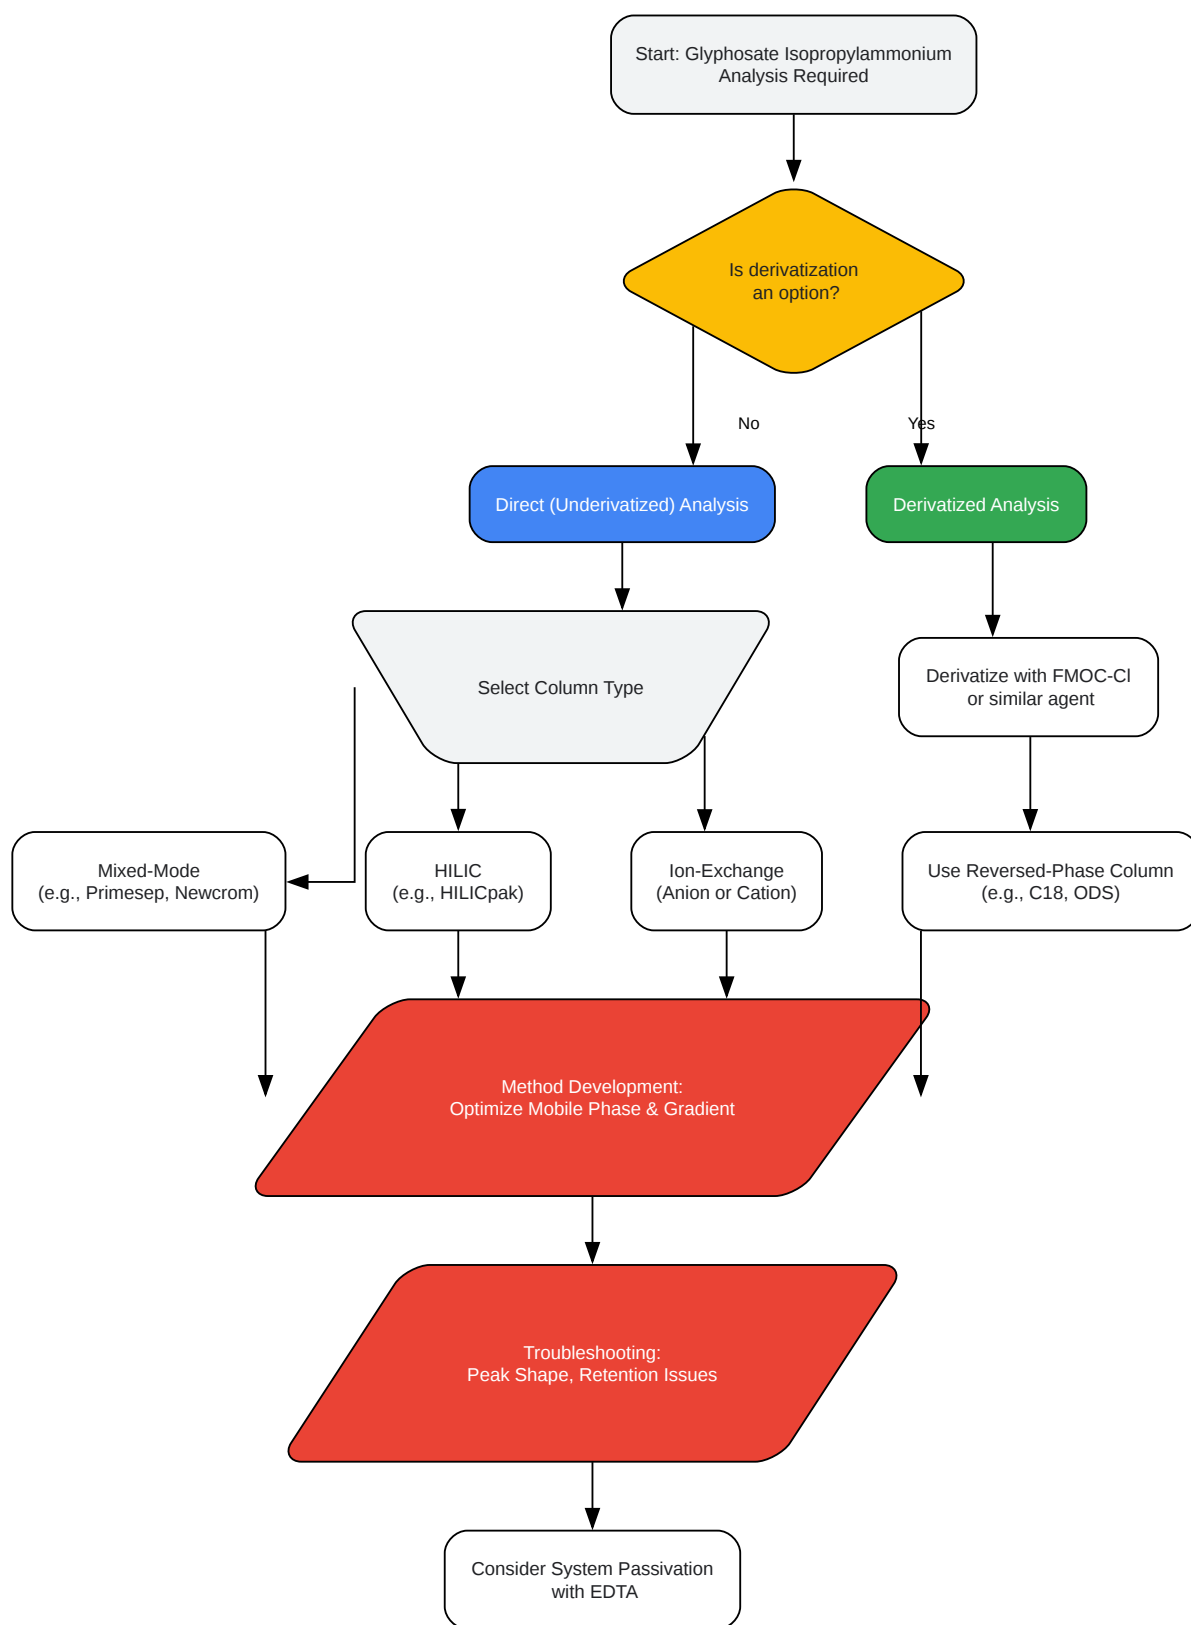 Start: Glyphosate Isopropylammonium
Analysis Required
Is derivatization
an option?
No
Yes
Direct (Underivatized) Analysis
Derivatized Analysis
Select Column Type
Derivatize with FMOC-Cl
or similar agent
Mixed-Mode
(e.g., Primesep, Newcrom)
HILIC
(e.g., HILICpak)
Ion-Exchange
(Anion or Cation)
Use Reversed-Phase Column
(e.g., C18, ODS)
Method Development:
Optimize Mobile Phase & Gradient
Troubleshooting:
Peak Shape, Retention Issues
Consider System Passivation
with EDTA